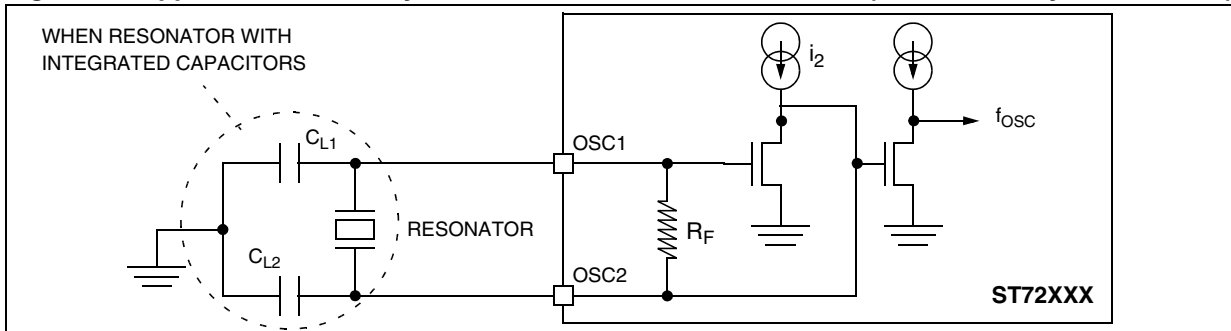 WHEN RESONATOR WITH
INTEGRATED CAPACITORS
i2
fOSC
CL1
OSC1
RESONATOR
RF
CL2
OSC2
ST72XXX